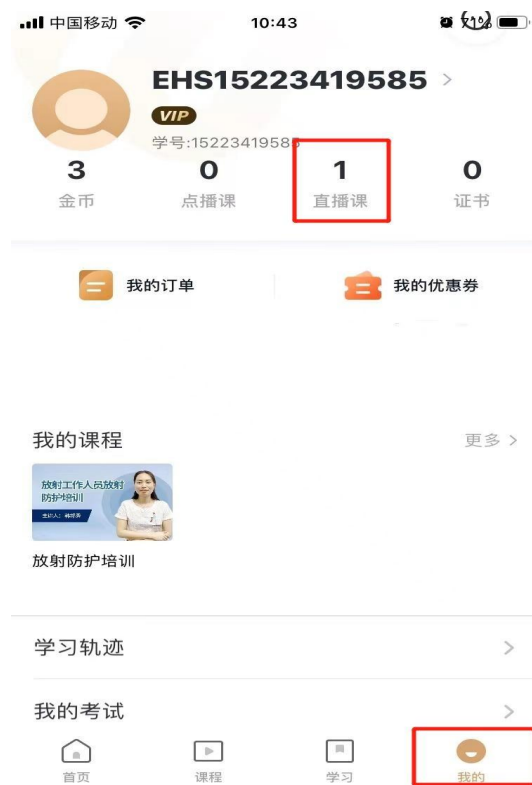 中国移动 10:43 71%
EHS15223419585
VIP
学号:15223419585
3 0 1 0
金币 点播课 直播课 证书
我的订单 我的优惠券
我的课程 更多
放射工作人员放射
防护培训
放射防护培训
学习轨迹
我的考试
首页 课程 学习 我的